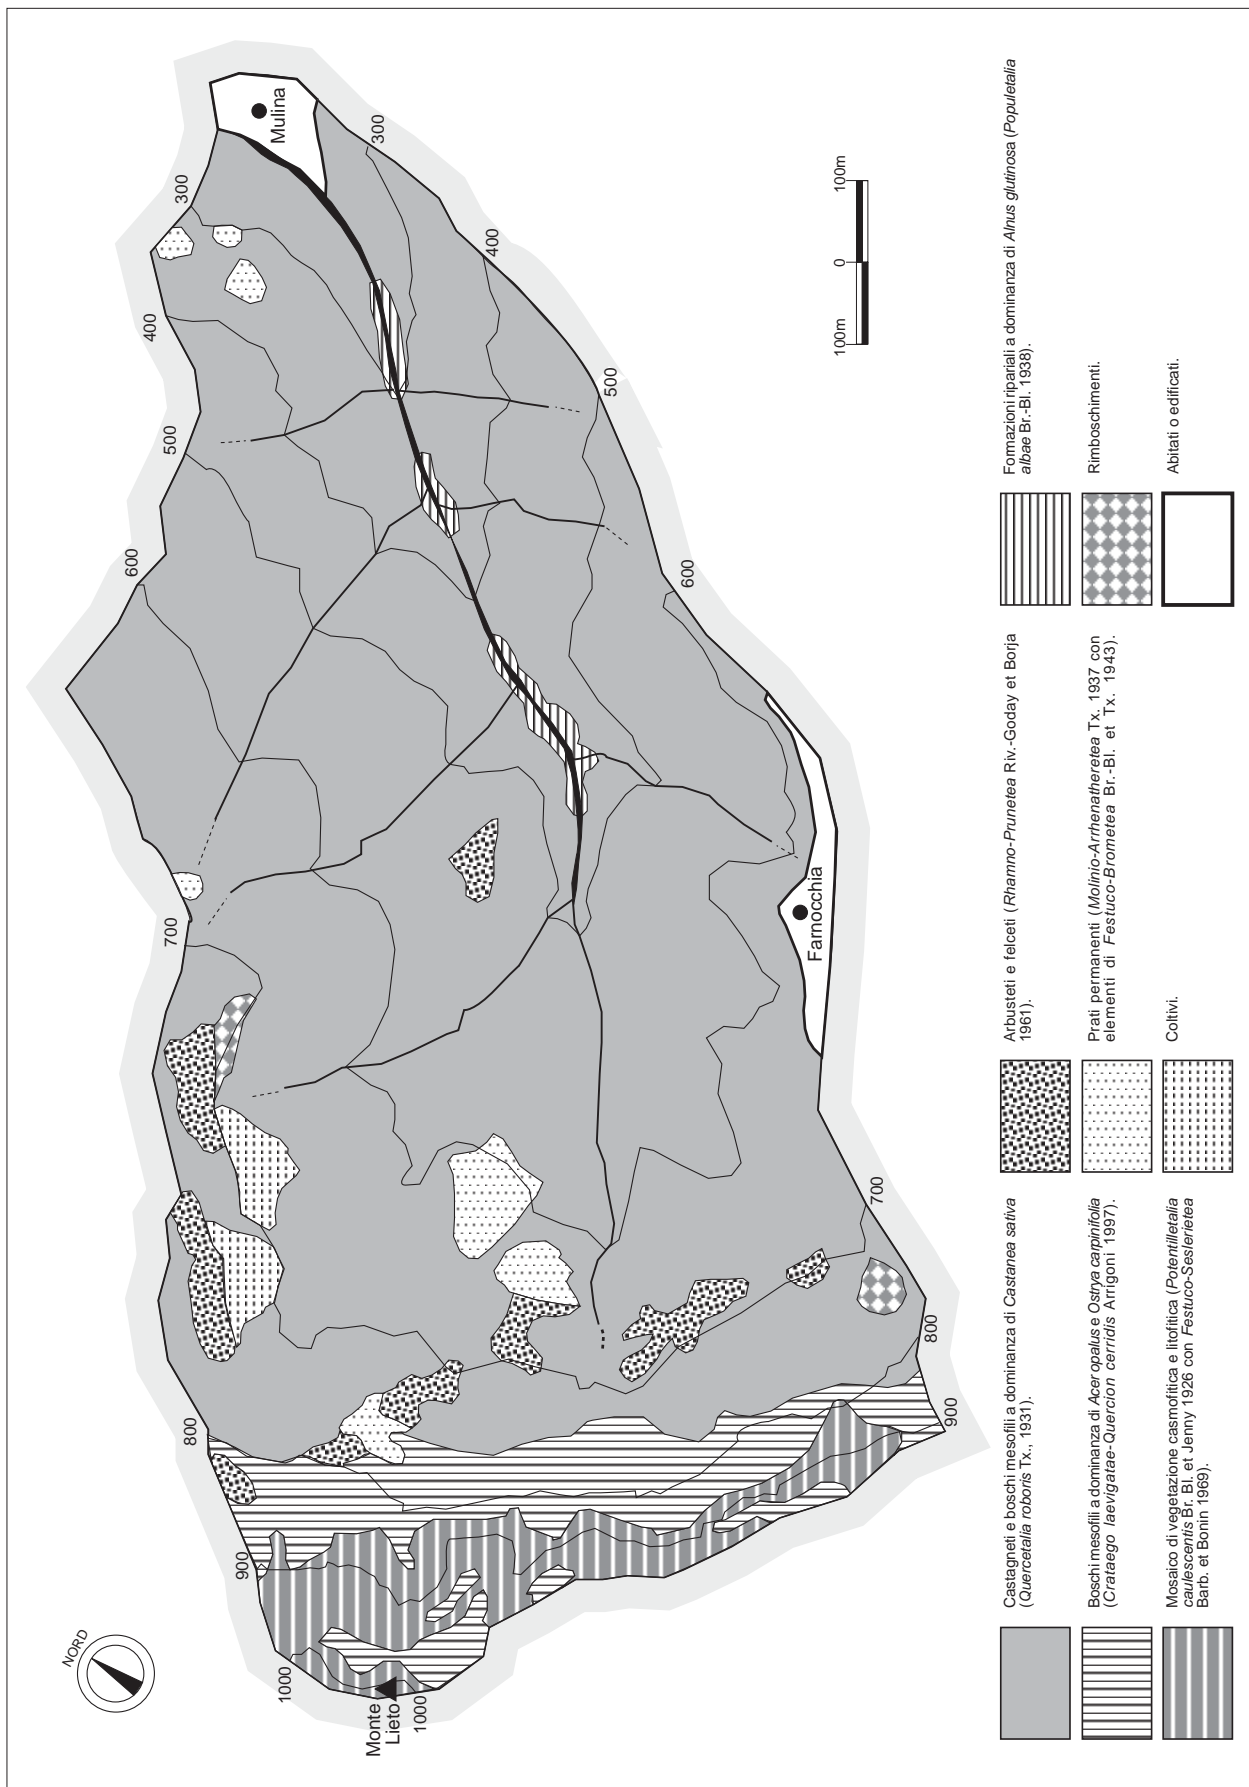 NORD
Monte
Lieto
1000
1000
900
800
700
600
500
400
300
Mulina
300
400
500
600
Farnocchia
700
800
900
100m
0
100m
Castagneti e boschi mesofili a dominanza di Castanea sativa
(Quercetalia roboris Tx., 1931).
Boschi mesofili a dominanza di Acer opalus e Ostrya carpinifolia
(Crataego laevigatae-Quercion cerridis Arrigoni 1997).
Mosaico di vegetazione casmofitica e litofitica (Potentilletalia
caulescentis Br. Bl. et Jenny 1926 con Festuco-Seslerietea
Barb. et Bonin 1969).
Arbusteti e felceti (Rhamno-Prunetea Riv.-Goday et Borja
1961).
Prati permanenti (Molinio-Arrhenatheretea Tx. 1937 con
elementi di Festuco-Brometea Br.-Bl. et Tx. 1943).
Coltivi.
Formazioni ripariali a dominanza di Alnus glutinosa (Populetalia
albae Br.-Bl. 1938).
Rimboschimenti.
Abitati o edificati.